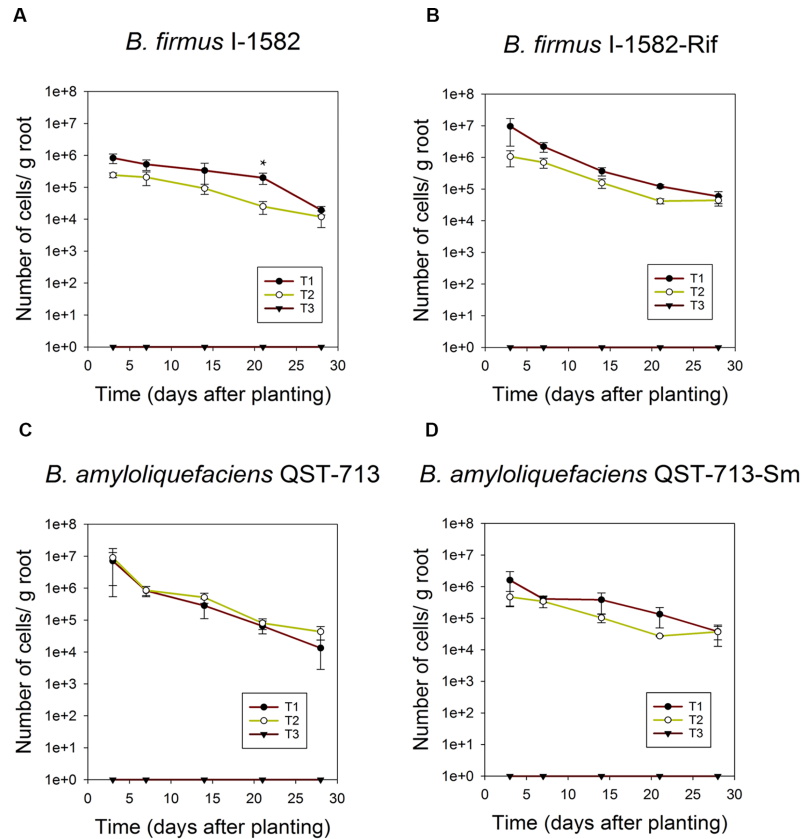 A
B. firmus I-1582
Number of cells/ g root
1e+8
1e+7
1e+6
1e+5
1e+4
1e+3
1e+2
1e+1
1e+0
*
T1
T2
T3
0 5 10 15 20 25 30
Time (days after planting)
B
B. firmus I-1582-Rif
Number of cells/ g root
1e+8
1e+7
1e+6
1e+5
1e+4
1e+3
1e+2
1e+1
1e+0
T1
T2
T3
0 5 10 15 20 25 30
Time (days after planting)
C
B. amyloliquefaciens QST-713
Number of cells/ g root
1e+8
1e+7
1e+6
1e+5
1e+4
1e+3
1e+2
1e+1
1e+0
T1
T2
T3
0 5 10 15 20 25 30
Time (days after planting)
D
B. amyloliquefaciens QST-713-Sm
Number of cells/ g root
1e+8
1e+7
1e+6
1e+5
1e+4
1e+3
1e+2
1e+1
1e+0
T1
T2
T3
0 5 10 15 20 25 30
Time (days after planting)